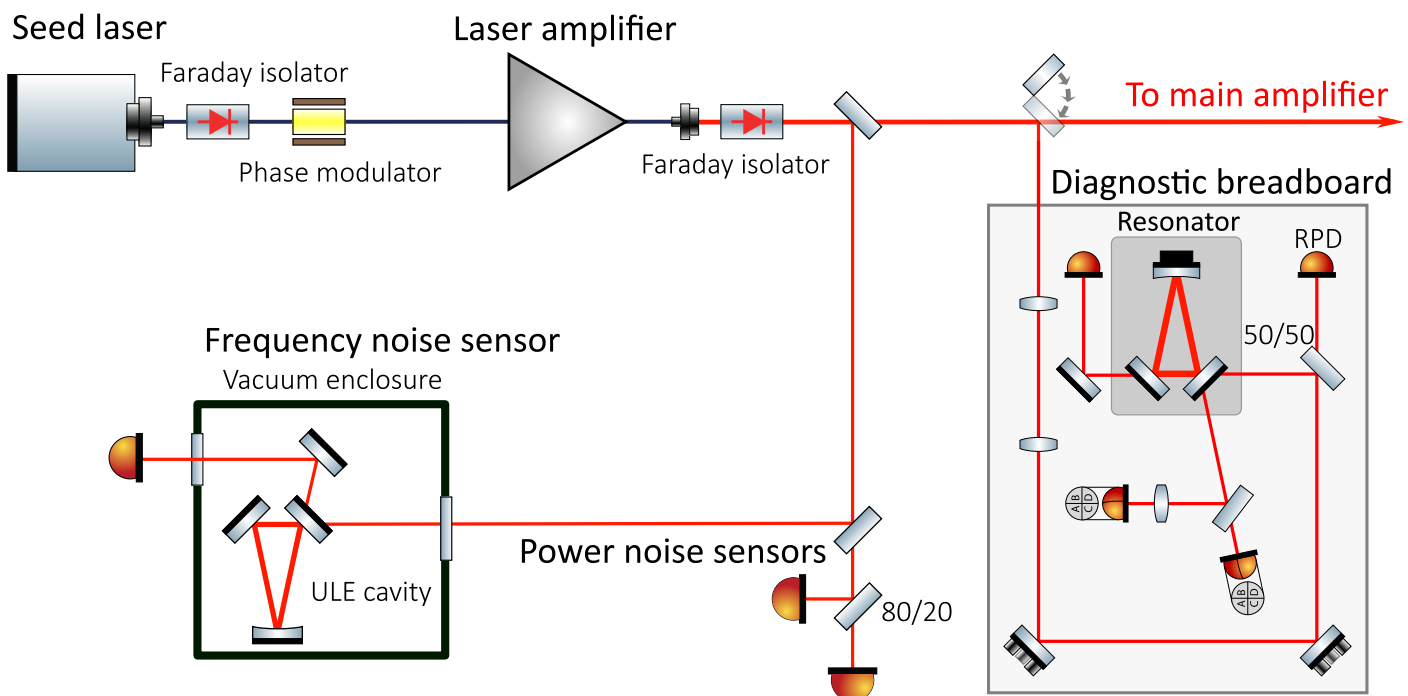 Seed laser
Laser amplifier
Faraday isolator
To main amplifier
Phase modulator
Faraday isolator
Diagnostic breadboard
Resonator
RPD
50/50
Frequency noise sensor
Vacuum enclosure
A B
C D
Power noise sensors
ULE cavity
A B
C D
80/20